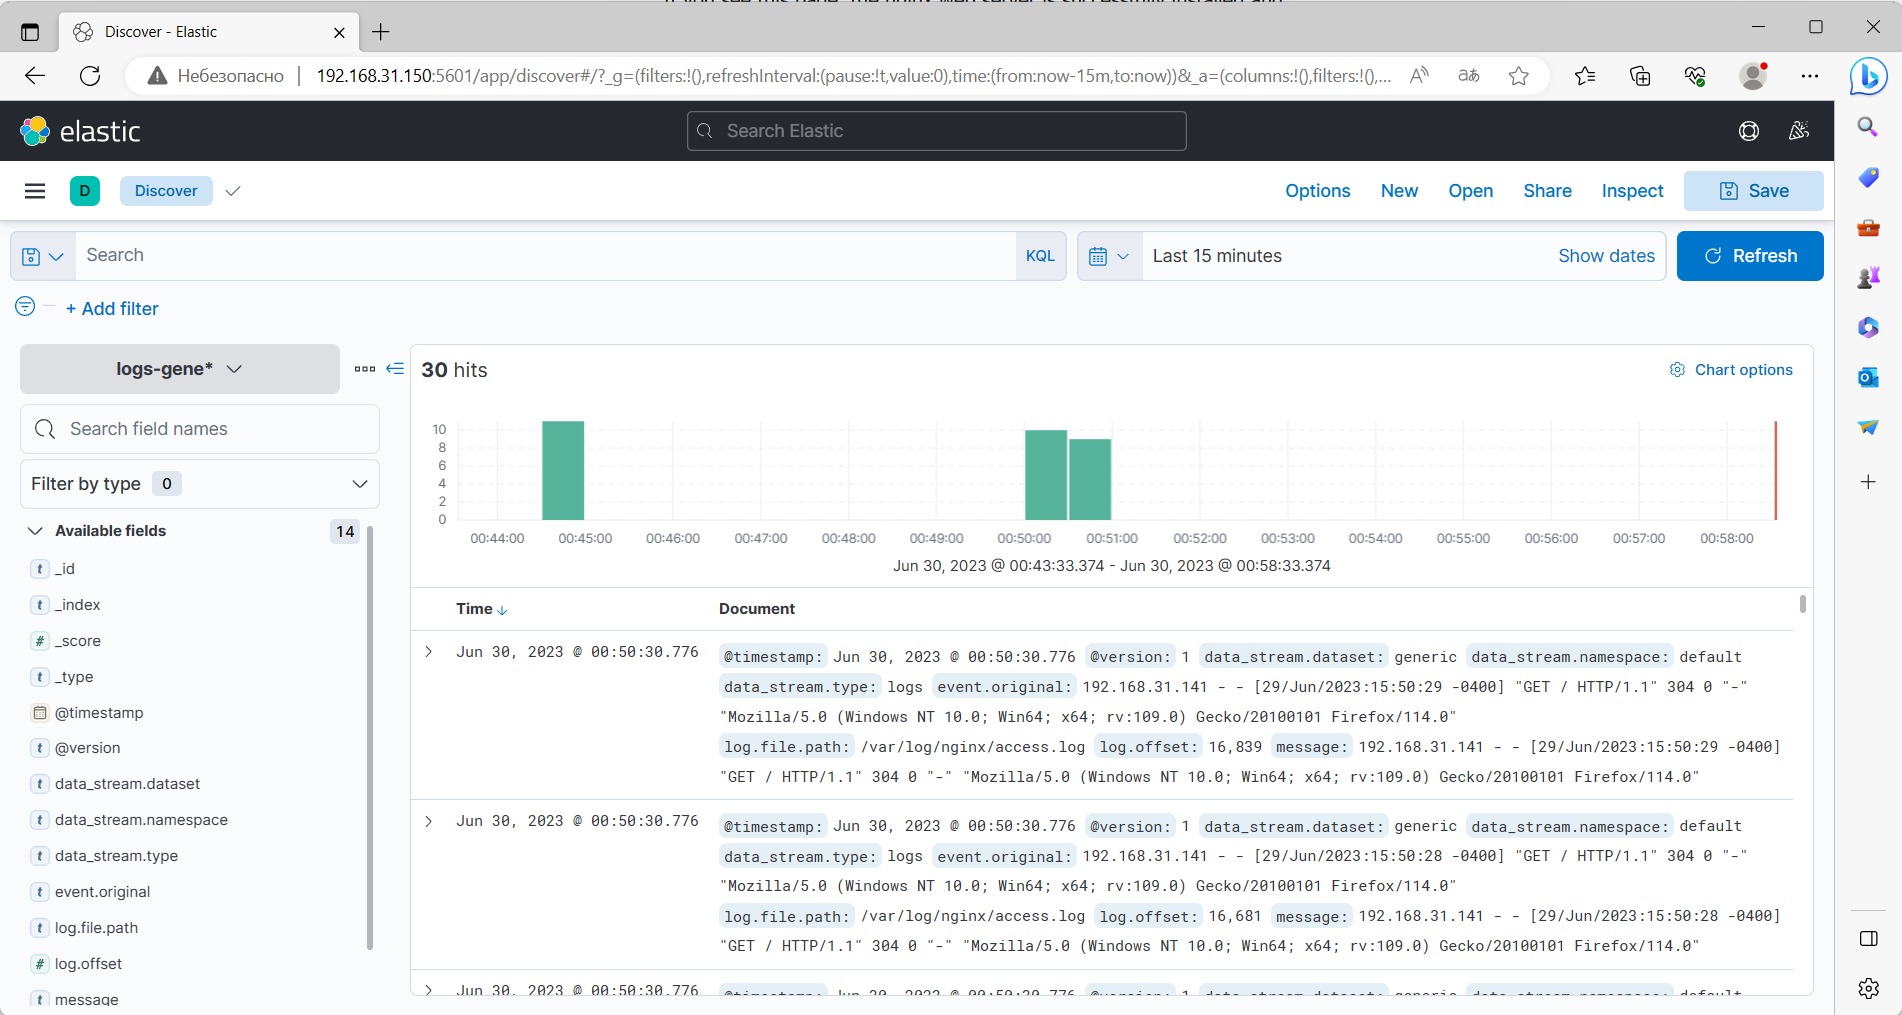 Discover - Elastic
Небезопасно | 192.168.31.150:5601/app/discover#/?_g=(filters:!(),refreshInterval:(pause:!t,value:0),time:(from:now-15m,to:now))&_a=(columns:!(),filters:!(),...
elastic
Search Elastic
D Discover Options New Open Share Inspect Save
Search KQL Last 15 minutes Show dates Refresh
+ Add filter
logs-gene*
Search field names
Filter by type 0
Available fields 14
_id
_index
_score
_type
@timestamp
@version
data_stream.dataset
data_stream.namespace
data_stream.type
event.original
log.file.path
log.offset
message
30 hits Chart options
10
8
6
4
2
0
00:44:00 00:45:00 00:46:00 00:47:00 00:48:00 00:49:00 00:50:00 00:51:00 00:52:00 00:53:00 00:54:00 00:55:00 00:56:00 00:57:00 00:58:00
Jun 30, 2023 @ 00:43:33.374 - Jun 30, 2023 @ 00:58:33.374
Time Document
Jun 30, 2023 @ 00:50:30.776 @timestamp: Jun 30, 2023 @ 00:50:30.776 @version: 1 data_stream.dataset: generic data_stream.namespace: default
data_stream.type: logs event.original: 192.168.31.141 - - [29/Jun/2023:15:50:29 -0400] "GET / HTTP/1.1" 304 0 "-"
"Mozilla/5.0 (Windows NT 10.0; Win64; x64; rv:109.0) Gecko/20100101 Firefox/114.0"
log.file.path: /var/log/nginx/access.log log.offset: 16,839 message: 192.168.31.141 - - [29/Jun/2023:15:50:29 -0400]
"GET / HTTP/1.1" 304 0 "-" "Mozilla/5.0 (Windows NT 10.0; Win64; x64; rv:109.0) Gecko/20100101 Firefox/114.0"
Jun 30, 2023 @ 00:50:30.776 @timestamp: Jun 30, 2023 @ 00:50:30.776 @version: 1 data_stream.dataset: generic data_stream.namespace: default
data_stream.type: logs event.original: 192.168.31.141 - - [29/Jun/2023:15:50:28 -0400] "GET / HTTP/1.1" 304 0 "-"
"Mozilla/5.0 (Windows NT 10.0; Win64; x64; rv:109.0) Gecko/20100101 Firefox/114.0"
log.file.path: /var/log/nginx/access.log log.offset: 16,681 message: 192.168.31.141 - - [29/Jun/2023:15:50:28 -0400]
"GET / HTTP/1.1" 304 0 "-" "Mozilla/5.0 (Windows NT 10.0; Win64; x64; rv:109.0) Gecko/20100101 Firefox/114.0"
Jun 30, 2023 @ 00:50:30.776